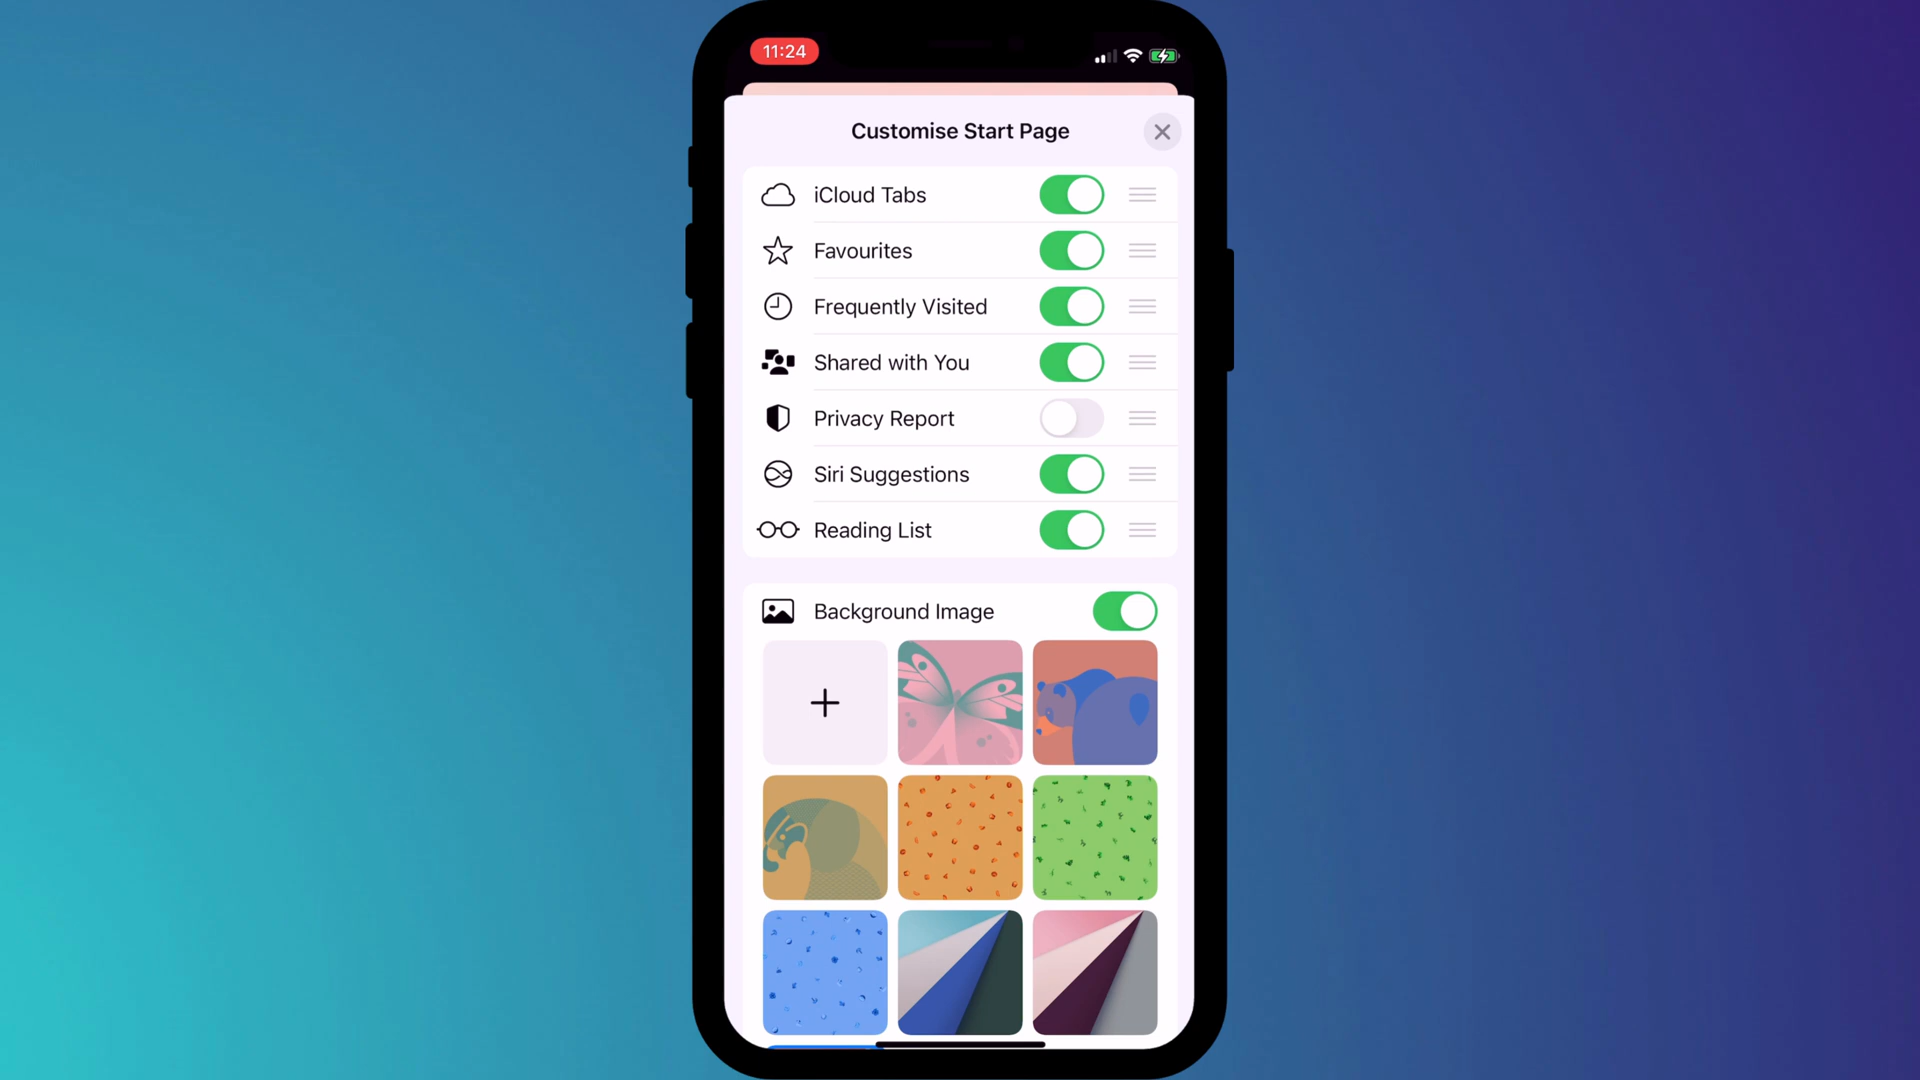 11:24
Customise Start Page
iCloud Tabs
Favourites
Frequently Visited
Shared with You
Privacy Report
Siri Suggestions
Reading List
Background Image